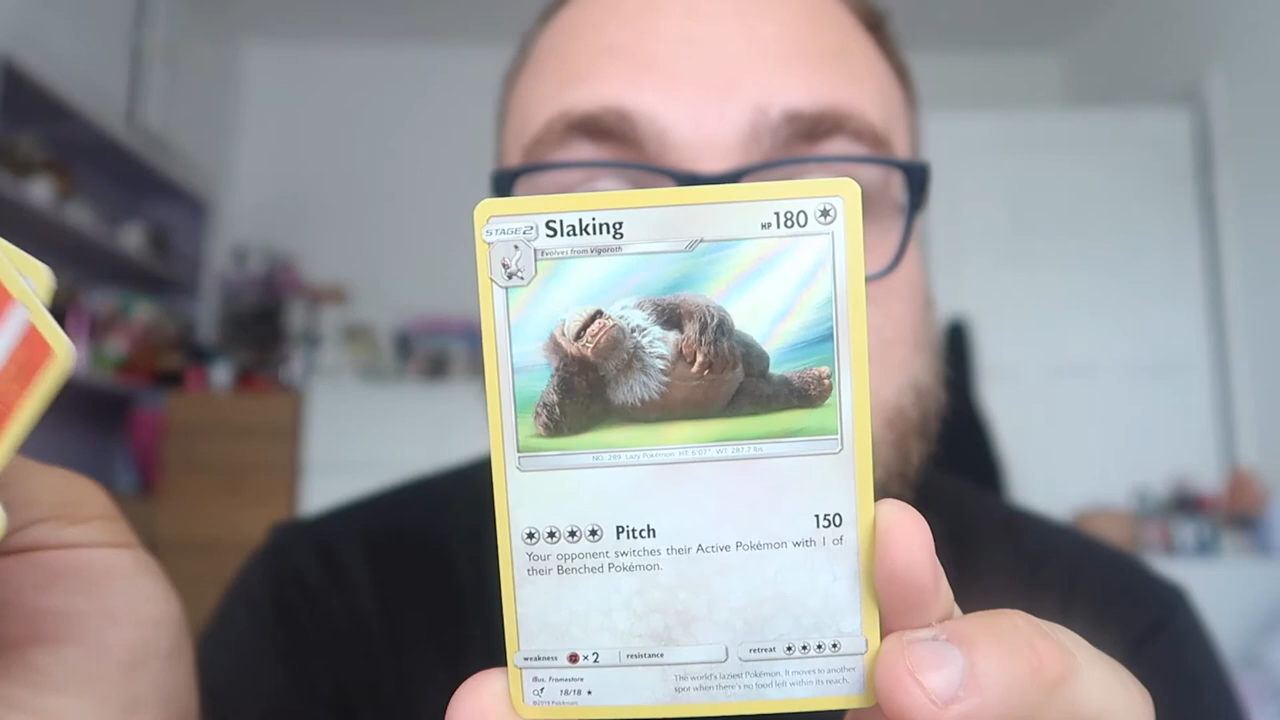 STAGE2 Slaking HP180
Evolves from Vigoroth
NO. 289 Lazy Pokémon HT: 6'07" WT: 287.7 lbs
Pitch 150
Your opponent switches their Active Pokémon with 1 of
their Benched Pokémon.
weakness ×2 resistance retreat
Illus. Framestore
18/18
©2019 Pokémon
The world's laziest Pokémon. It moves to another
spot when there's no food left within its reach.